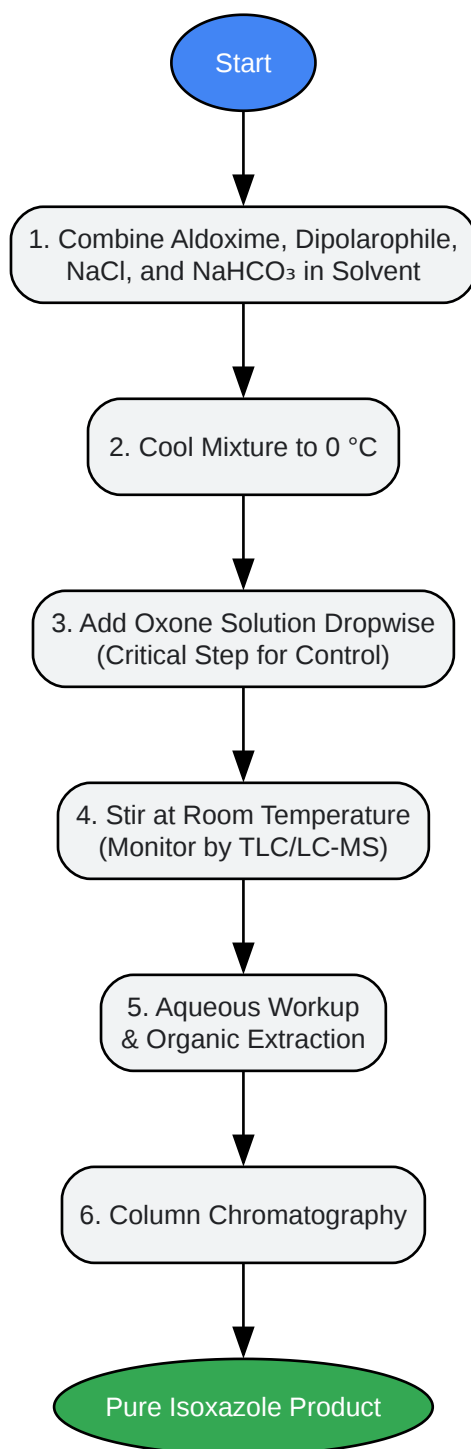 Start
1. Combine Aldoxime, Dipolarophile,
NaCl, and NaHCO₃ in Solvent
2. Cool Mixture to 0 °C
3. Add Oxone Solution Dropwise
(Critical Step for Control)
4. Stir at Room Temperature
(Monitor by TLC/LC-MS)
5. Aqueous Workup
& Organic Extraction
6. Column Chromatography
Pure Isoxazole Product